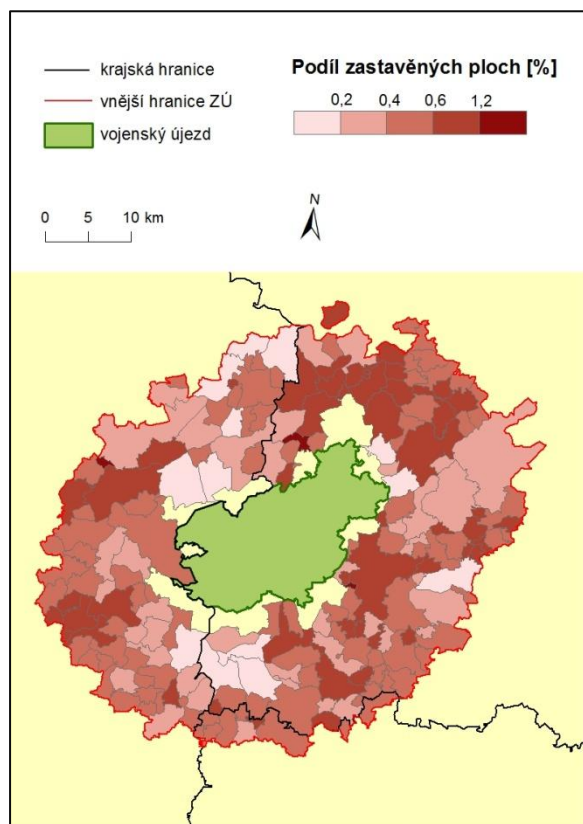 krajská hranice
vnější hranice ZÚ
vojenský újezd
Podíl zastavěných ploch [%]
0,2 0,4 0,6 1,2
0 5 10 km
N